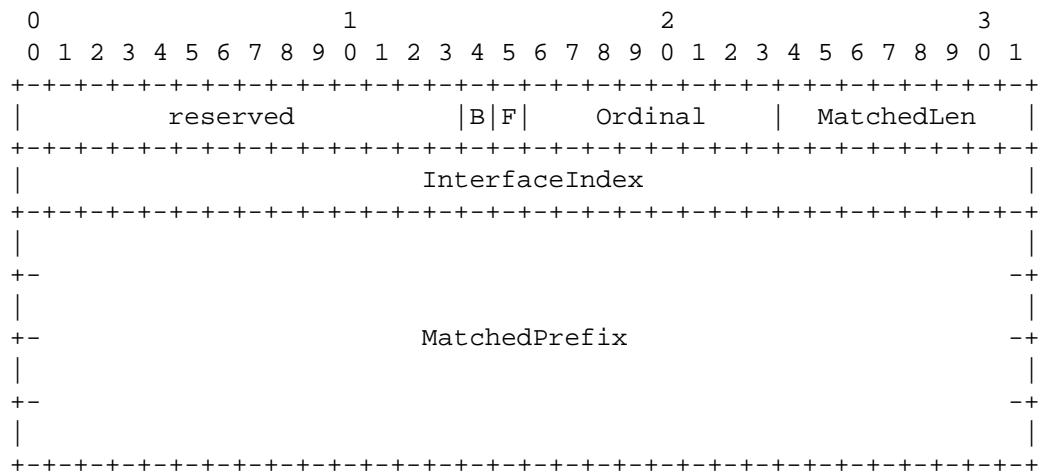 0                   1                   2                   3
 0 1 2 3 4 5 6 7 8 9 0 1 2 3 4 5 6 7 8 9 0 1 2 3 4 5 6 7 8 9 0 1
+-+-+-+-+-+-+-+-+-+-+-+-+-+-+-+-+-+-+-+-+-+-+-+-+-+-+-+-+-+-+-+-+
|         reserved          |B|F|    Ordinal    |  MatchedLen   |
+-+-+-+-+-+-+-+-+-+-+-+-+-+-+-+-+-+-+-+-+-+-+-+-+-+-+-+-+-+-+-+-+
|                         InterfaceIndex                        |
+-+-+-+-+-+-+-+-+-+-+-+-+-+-+-+-+-+-+-+-+-+-+-+-+-+-+-+-+-+-+-+-+
|                                                               |
+-                                                             -+
|                                                               |
+-                        MatchedPrefix                        -+
|                                                               |
+-                                                             -+
|                                                               |
+-+-+-+-+-+-+-+-+-+-+-+-+-+-+-+-+-+-+-+-+-+-+-+-+-+-+-+-+-+-+-+-+